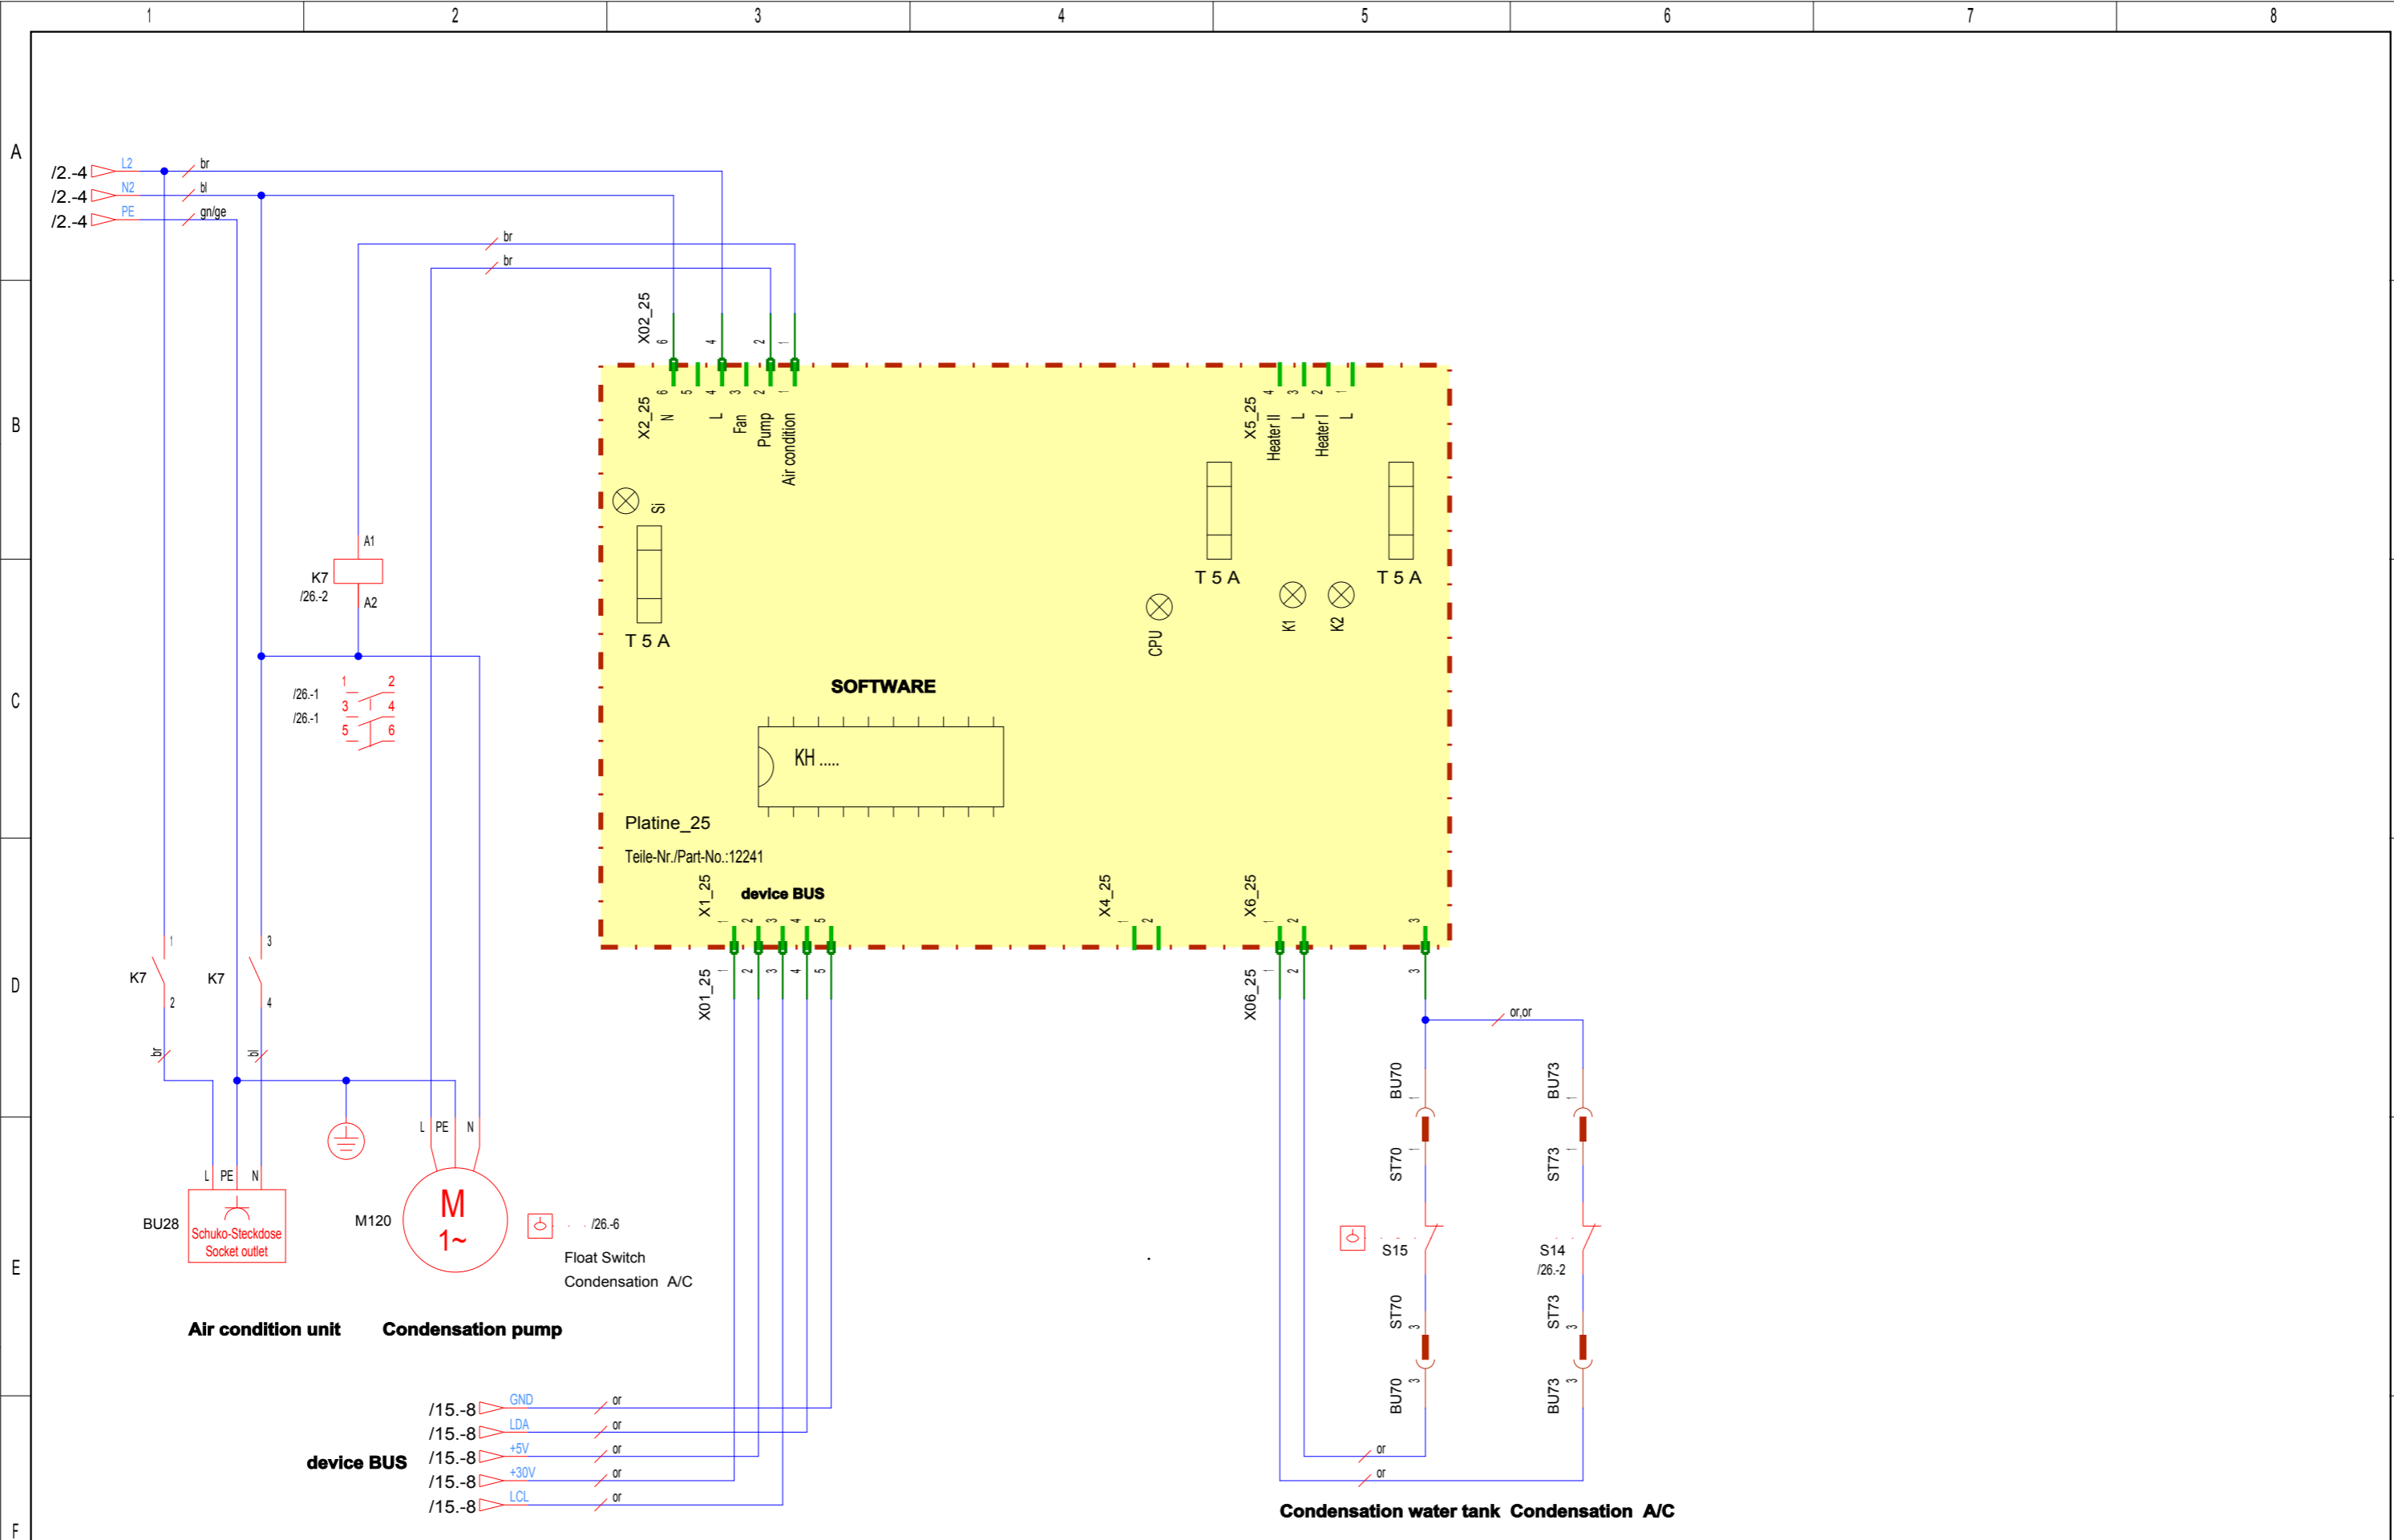 1 2 3 4 5 6 7 8
A
/2.-4 L2 br
/2.-4 N2 bl
/2.-4 PE gn/ge
br
br
X02_25
6 4 2 1
B
X2_25
6 5 4 3 2 1
N L Fan Pump Air condition
X5_25
4 3 2 1
Heater II L Heater I L
Si
T 5 A
T 5 A
T 5 A
CPU
K1
K2
A1
K7
/26.-2
A2
C
/26.-1
/26.-1
1 2
3 4
5 6
SOFTWARE
KH .....
Platine_25
Teile-Nr./Part-No.:12241
device BUS
X1_25
1 2 3 4 5
X4_25
1 2
X6_25
1 2 3
D
X01_25
1 2 3 4 5
X06_25
1 2 3
1 3
K7 K7
2 4
br bl
or,or
BU70 1
BU73 1
ST70 1
ST73 1
L PE N
L PE N
E
BU28
Schuko-Steckdose
Socket outlet
M120
M
1~
/26.-6
Float Switch
Condensation A/C
S15
S14
/26.-2
ST70 3
ST73 3
BU70 3
BU73 3
Air condition unit
Condensation pump
device BUS
/15.-8 GND or
/15.-8 LDA or
/15.-8 +5V or
/15.-8 +30V or
/15.-8 LCL or
or
or
Condensation water tank Condensation A/C
F